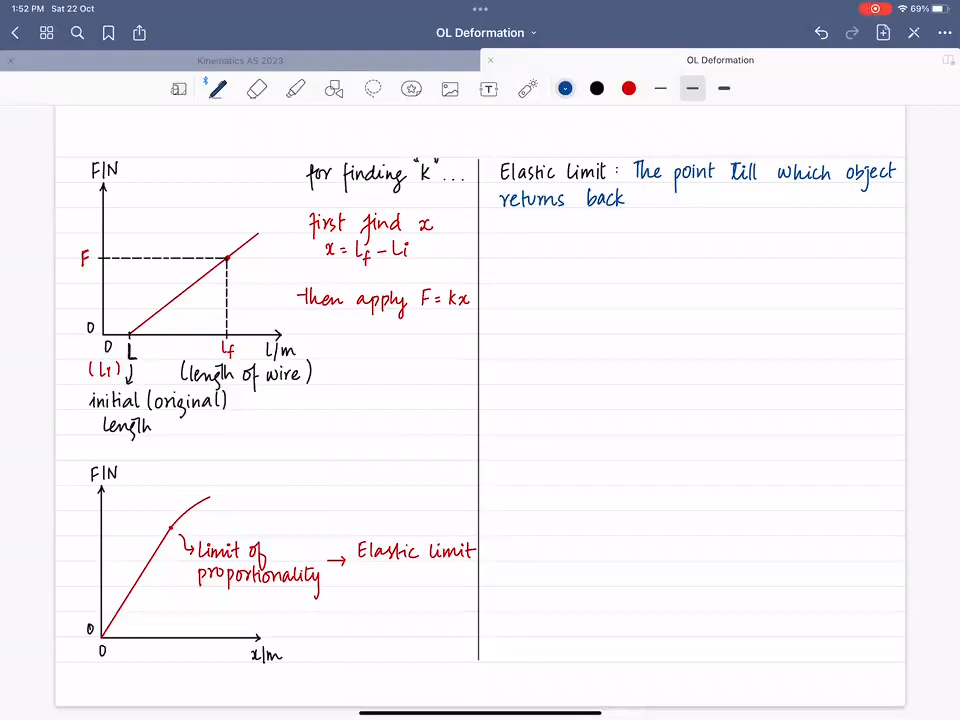 1:52 PM Sat 22 Oct
69%
OL Deformation
Kinematics AS 2023
OL Deformation
T
F/N
F
0
0
L
(Li)
Lf
l/m
(length of wire)
initial (original)
length
for finding "k"...
first find x
x = Lf - Li
then apply F = kx
F/N
Limit of
proportionality
→ Elastic limit
0
0
x/m
Elastic Limit : The point till which object
returns back